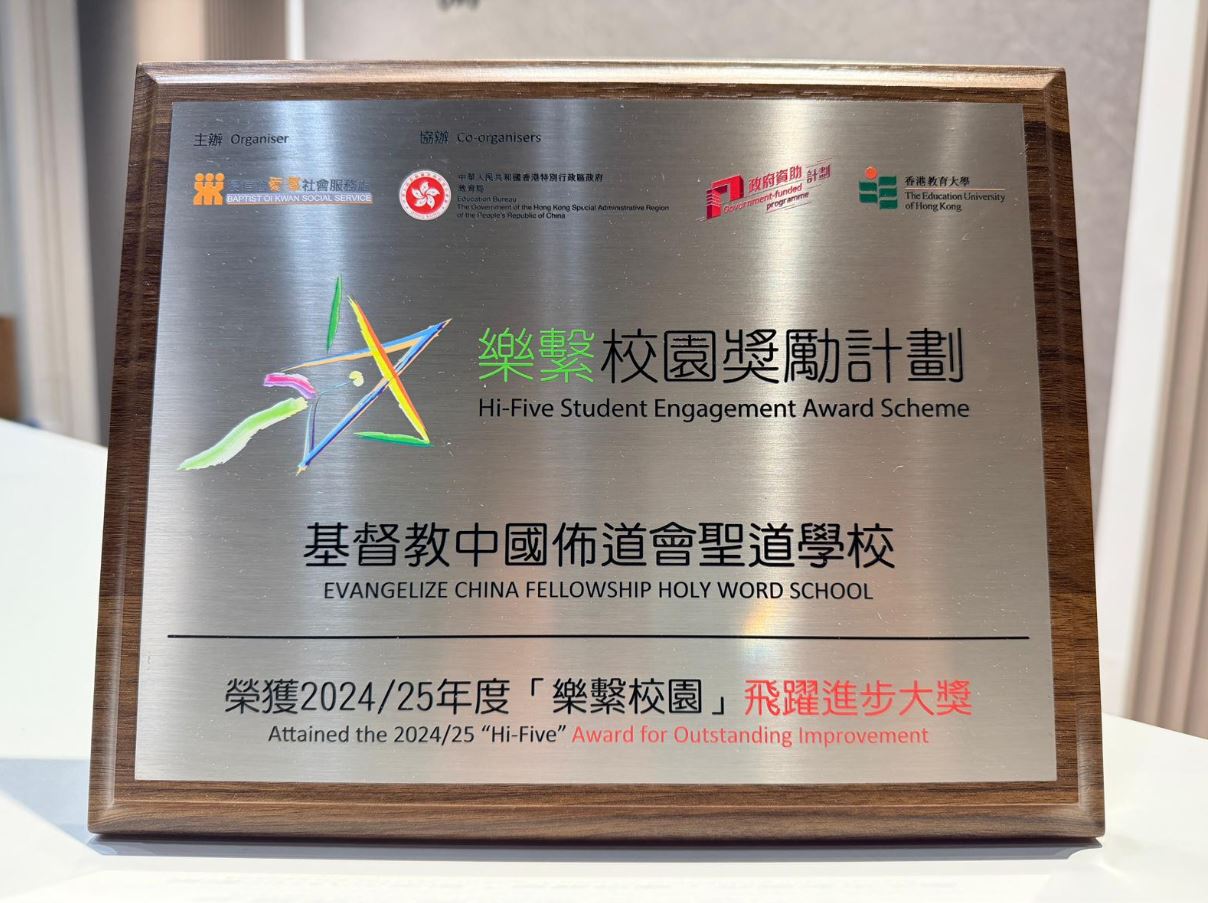 主辦 Organiser
協辦 Co-organisers
浸信會愛羣社會服務處
BAPTIST OI KWAN SOCIAL SERVICE
中華人民共和國香港特別行政區政府
教育局
Education Bureau
The Government of the Hong Kong Special Administrative Region
of the People's Republic of China
政府資助計劃
Government-funded
programme
香港教育大學
The Education University
of Hong Kong
樂繫校園獎勵計劃
Hi-Five Student Engagement Award Scheme
基督教中國佈道會聖道學校
EVANGELIZE CHINA FELLOWSHIP HOLY WORD SCHOOL
榮獲2024/25年度「樂繫校園」飛躍進步大獎
Attained the 2024/25 “Hi-Five” Award for Outstanding Improvement